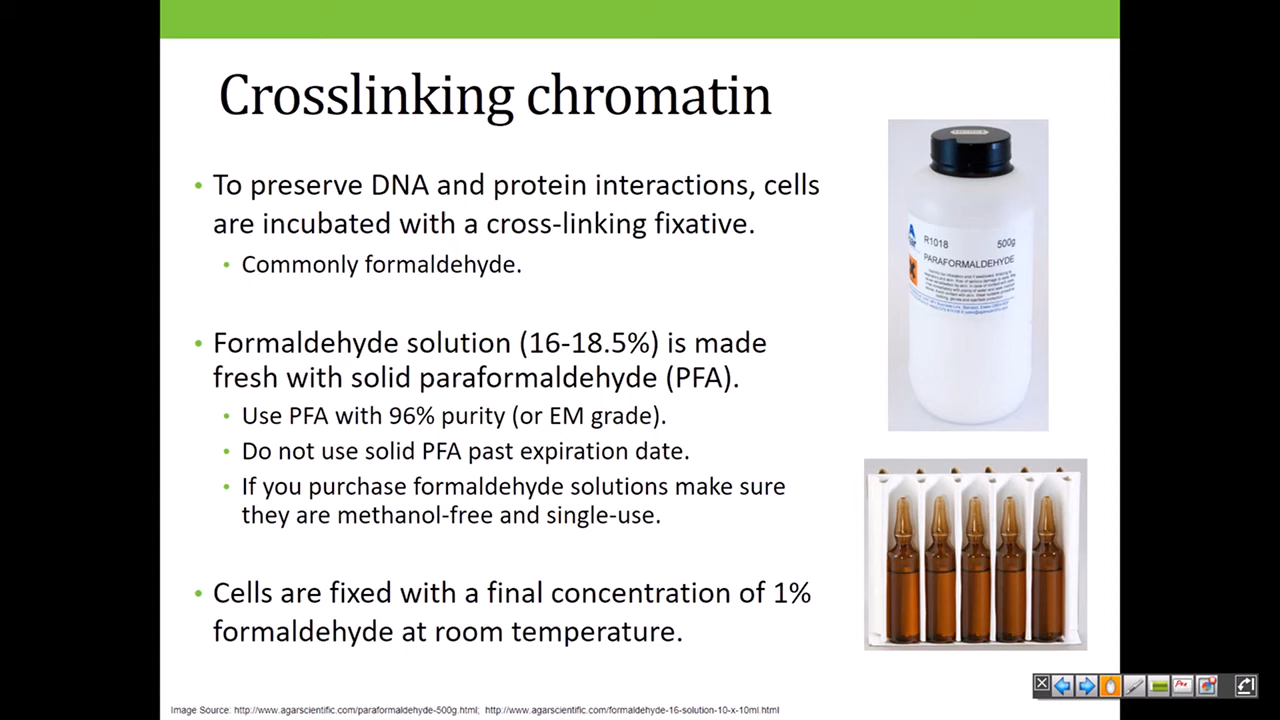 Crosslinking chromatin
• To preserve DNA and protein interactions, cells
are incubated with a cross-linking fixative.
• Commonly formaldehyde.
• Formaldehyde solution (16-18.5%) is made
fresh with solid paraformaldehyde (PFA).
• Use PFA with 96% purity (or EM grade).
• Do not use solid PFA past expiration date.
• If you purchase formaldehyde solutions make sure
they are methanol-free and single-use.
• Cells are fixed with a final concentration of 1%
formaldehyde at room temperature.
R1018 500g
PARAFORMALDEHYDE
Image Source: http://www.agarscientific.com/paraformaldehyde-500g.html; http://www.agarscientific.com/formaldehyde-16-solution-10-x-10ml.html